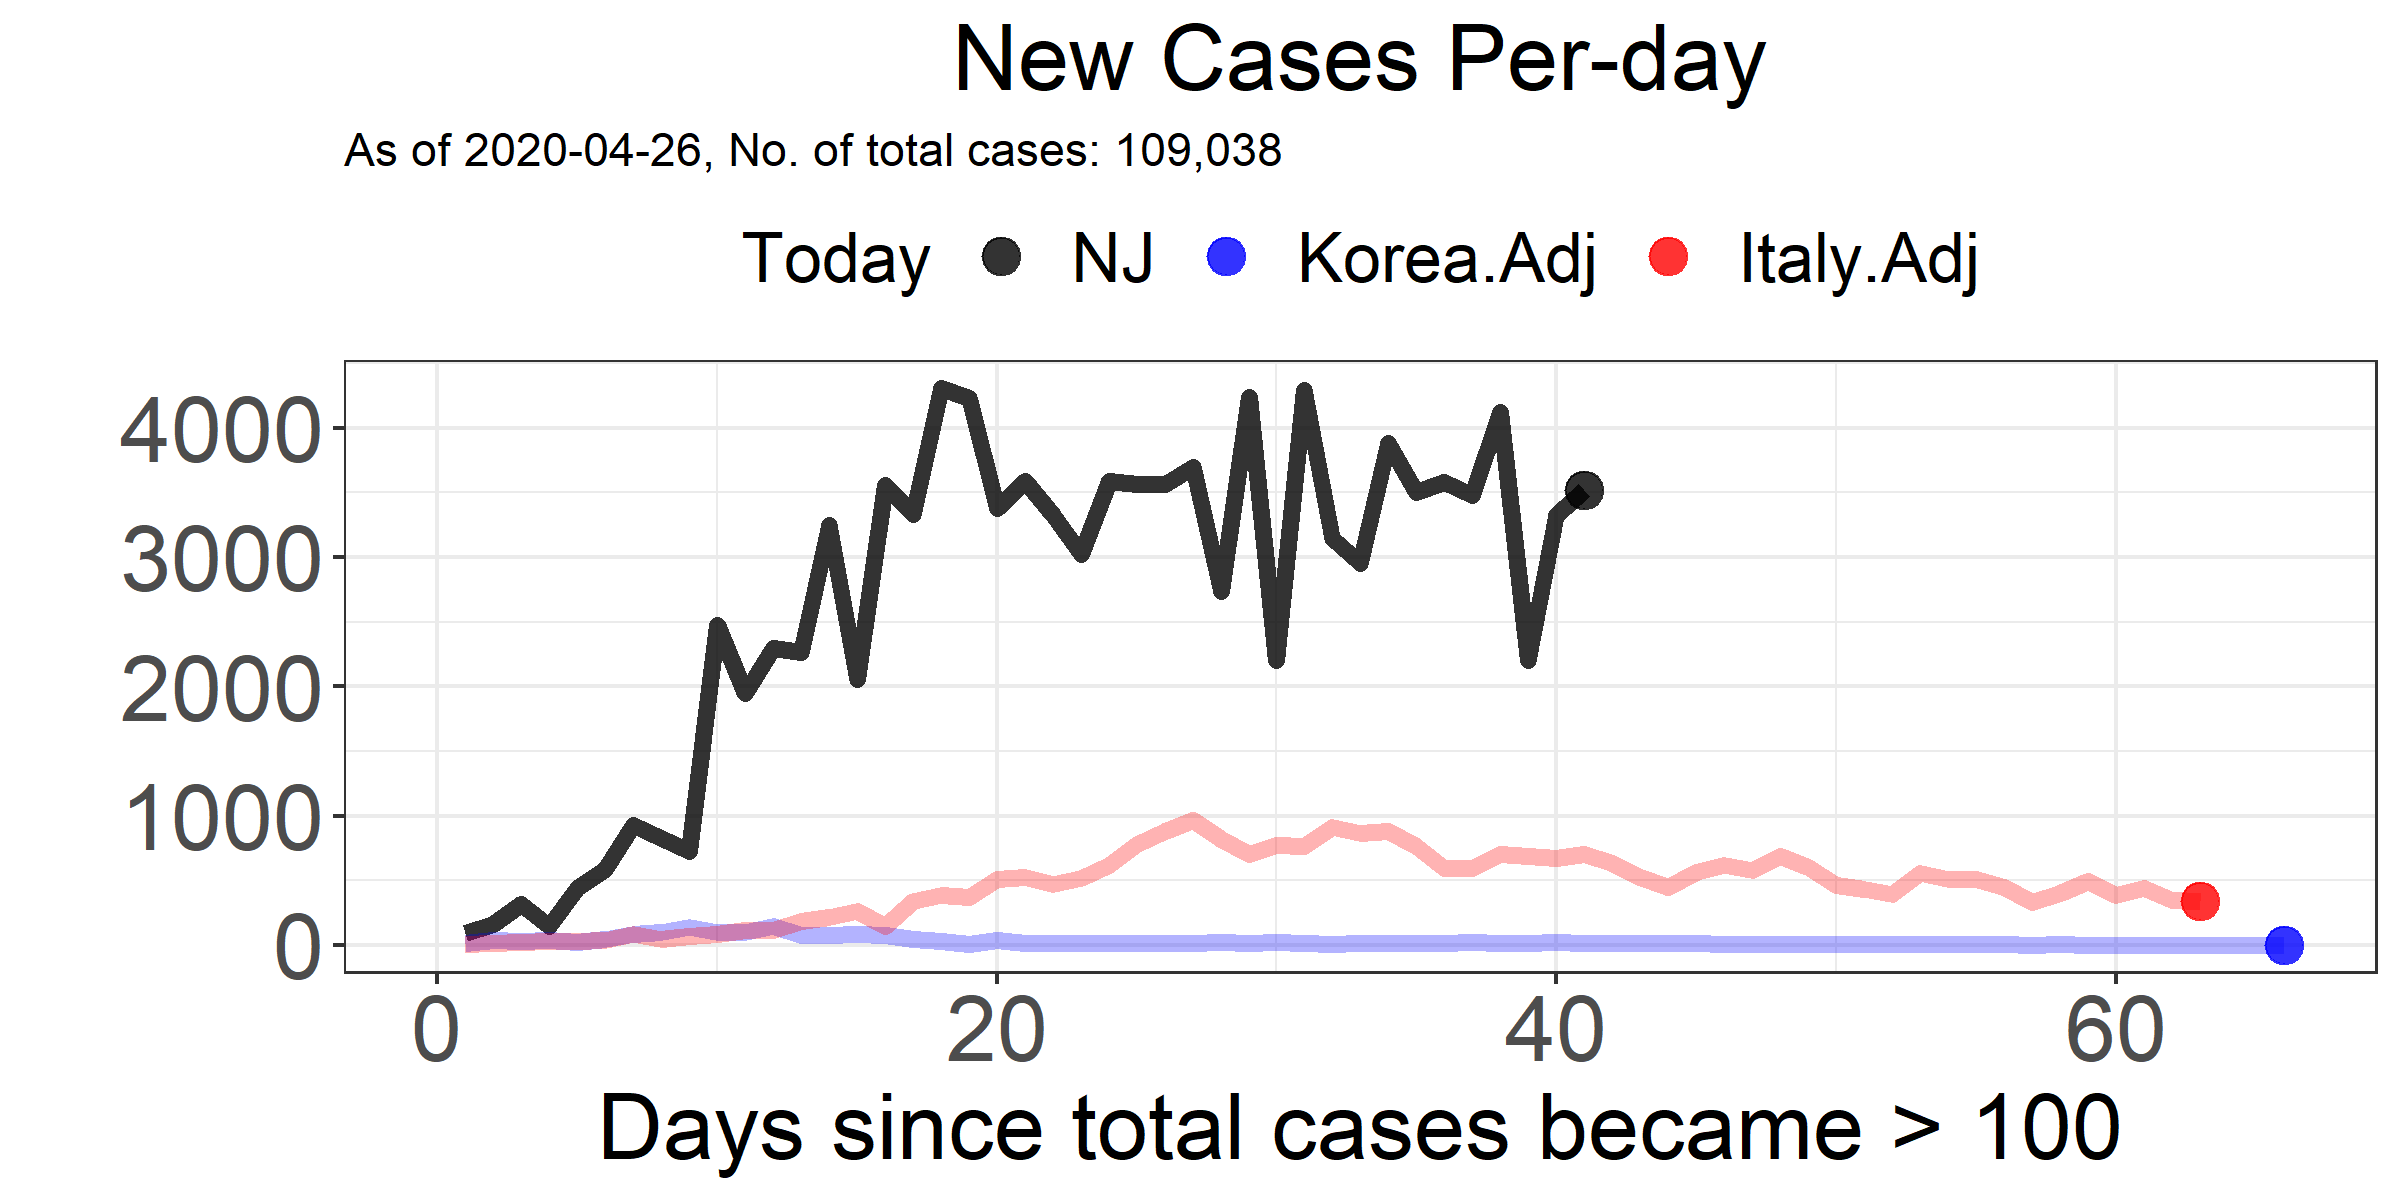 New Cases Per-day
As of 2020-04-26, No. of total cases: 109,038
Today NJ Korea.Adj Italy.Adj
4000
3000
2000
1000
0
0 20 40 60
Days since total cases became > 100